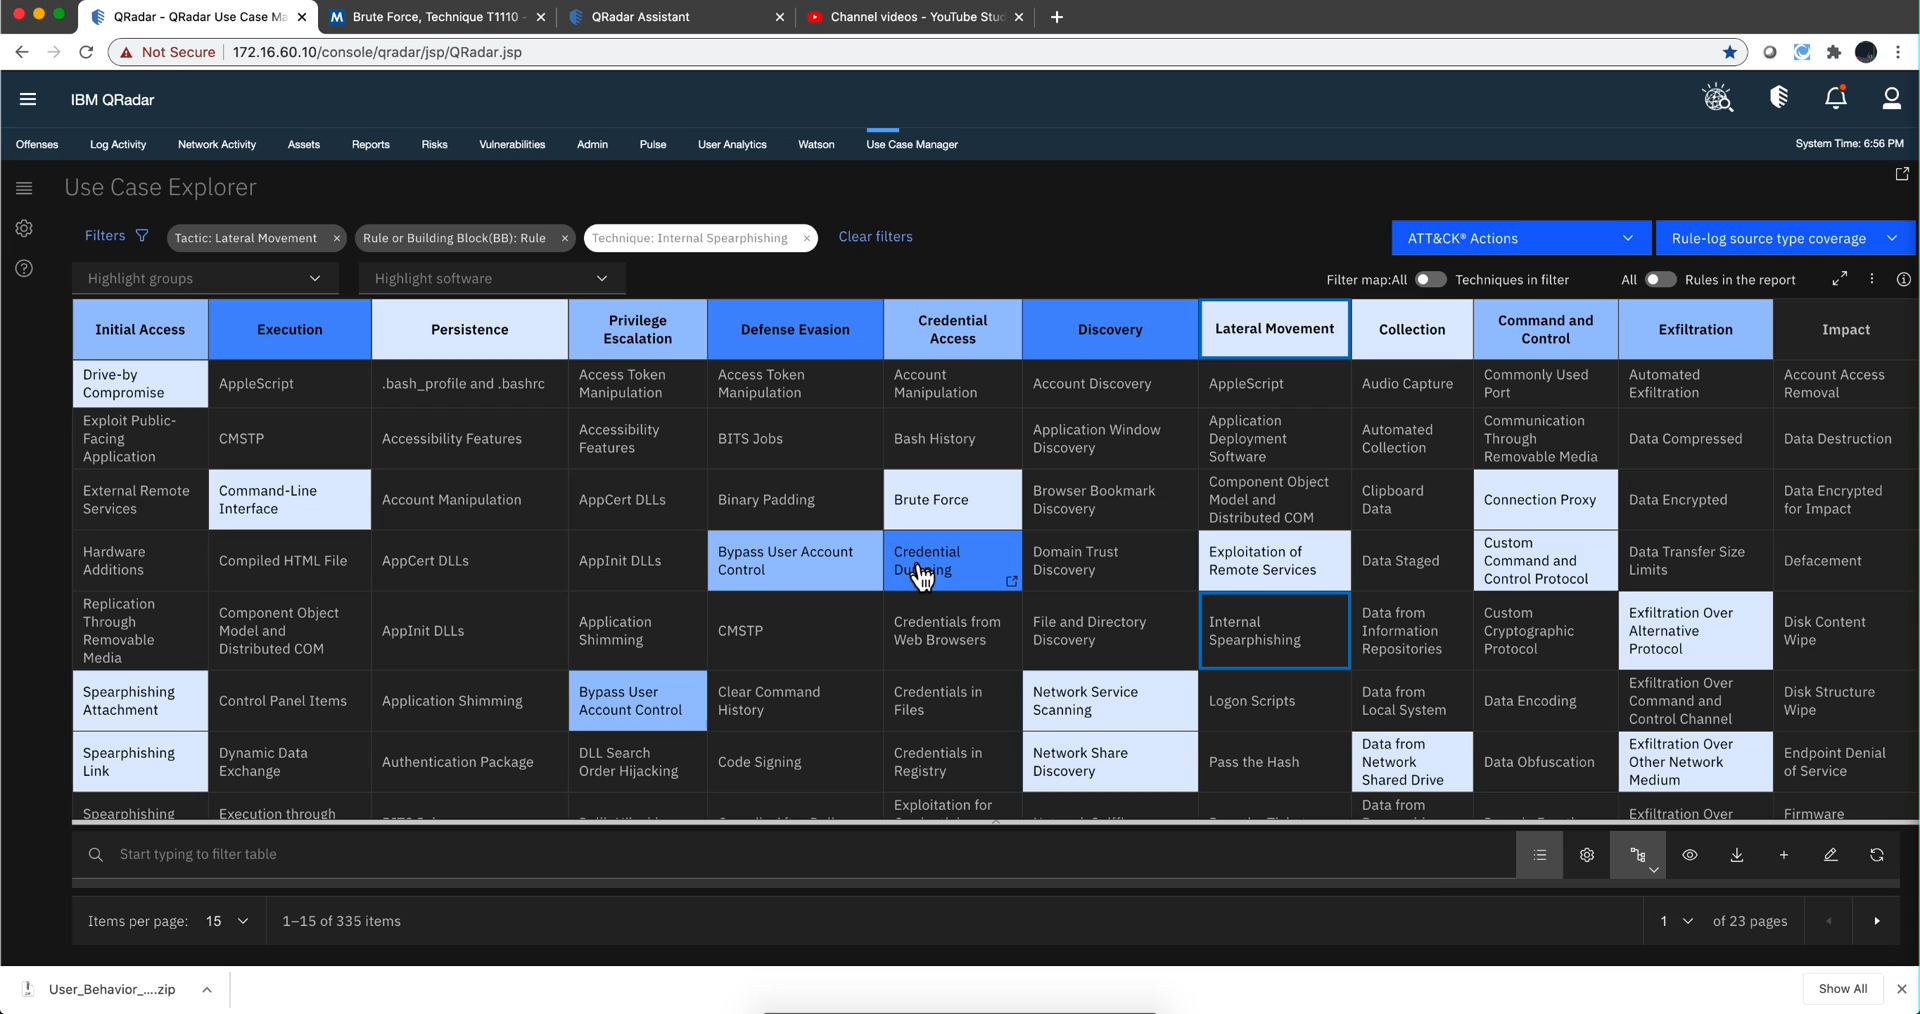 QRadar - QRadar Use Case Ma
Brute Force, Technique T1110 -
QRadar Assistant
Channel videos - YouTube Stu
Not Secure
172.16.60.10/console/qradar/jsp/QRadar.jsp
IBM QRadar
Offenses
Log Activity
Network Activity
Assets
Reports
Risks
Vulnerabilities
Admin
Pulse
User Analytics
Watson
Use Case Manager
System Time: 6:56 PM
Use Case Explorer
Filters
Tactic: Lateral Movement ×
Rule or Building Block(BB): Rule ×
Technique: Internal Spearphishing ×
Clear filters
ATT&CK® Actions
Rule-log source type coverage
Highlight groups
Highlight software
Filter map:All
Techniques in filter
All
Rules in the report
Initial Access
Execution
Persistence
Privilege
Escalation
Defense Evasion
Credential
Access
Discovery
Lateral Movement
Collection
Command and
Control
Exfiltration
Impact
Drive-by
Compromise
AppleScript
.bash_profile and .bashrc
Access Token
Manipulation
Access Token
Manipulation
Account
Manipulation
Account Discovery
AppleScript
Audio Capture
Commonly Used
Port
Automated
Exfiltration
Account Access
Removal
Exploit Public-
Facing
Application
CMSTP
Accessibility Features
Accessibility
Features
BITS Jobs
Bash History
Application Window
Discovery
Application
Deployment
Software
Automated
Collection
Communication
Through
Removable Media
Data Compressed
Data Destruction
External Remote
Services
Command-Line
Interface
Account Manipulation
AppCert DLLs
Binary Padding
Brute Force
Browser Bookmark
Discovery
Component Object
Model and
Distributed COM
Clipboard
Data
Connection Proxy
Data Encrypted
Data Encrypted
for Impact
Hardware
Additions
Compiled HTML File
AppCert DLLs
AppInit DLLs
Bypass User Account
Control
Credential
Domain Trust
Discovery
Exploitation of
Remote Services
Data Staged
Custom
Command and
Control Protocol
Data Transfer Size
Limits
Defacement
Replication
Through
Removable
Media
Component Object
Model and
Distributed COM
AppInit DLLs
Application
Shimming
CMSTP
Credentials from
Web Browsers
File and Directory
Discovery
Internal
Spearphishing
Data from
Information
Repositories
Custom
Cryptographic
Protocol
Exfiltration Over
Alternative
Protocol
Disk Content
Wipe
Spearphishing
Attachment
Control Panel Items
Application Shimming
Bypass User
Account Control
Clear Command
History
Credentials in
Files
Network Service
Scanning
Logon Scripts
Data from
Local System
Data Encoding
Exfiltration Over
Command and
Control Channel
Disk Structure
Wipe
Spearphishing
Link
Dynamic Data
Exchange
Authentication Package
DLL Search
Order Hijacking
Code Signing
Credentials in
Registry
Network Share
Discovery
Pass the Hash
Data from
Network
Shared Drive
Data Obfuscation
Exfiltration Over
Other Network
Medium
Endpoint Denial
of Service
Spearphishing
Execution through
Exploitation for
Data from
Exfiltration Over
Firmware
Start typing to filter table
Items per page: 15
1–15 of 335 items
1
of 23 pages
User_Behavior_....zip
Show All